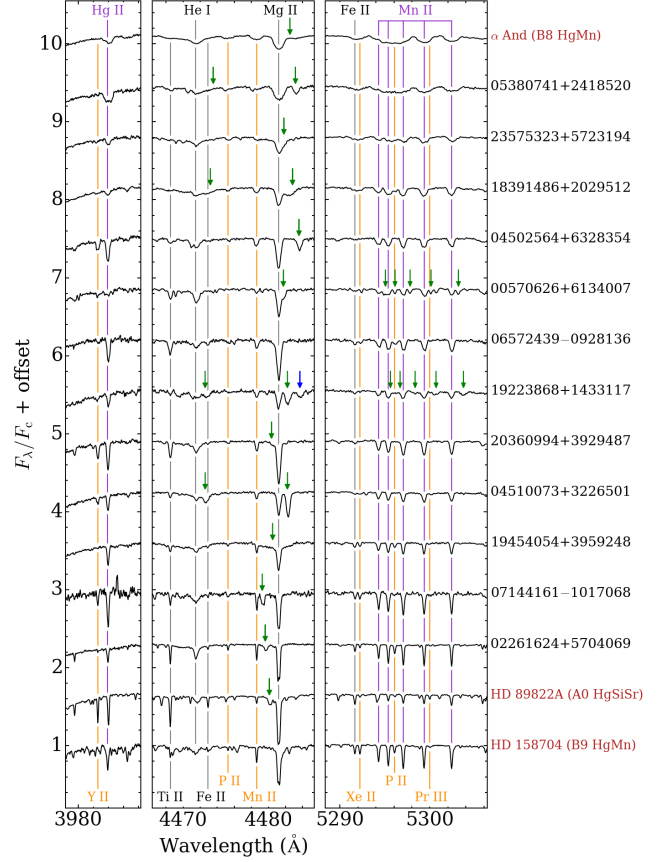 Hg II He I Mg II Fe II Mn II
10
α And (B8 HgMn)
05380741+2418520
9
23575323+5723194
8
18391486+2029512
04502564+6328354
7
00570626+6134007
6
06572439−0928136
19223868+1433117
5
20360994+3929487
4
04510073+3226501
19454054+3959248
3
07144161−1017068
2
02261624+5704069
HD 89822A (A0 HgSiSr)
1
HD 158704 (B9 HgMn)
Fλ/Fc + offset
P II P II
Y II Ti II Fe II Mn II Xe II Pr III
3980 4470 4480 5290 5300
Wavelength (Å)